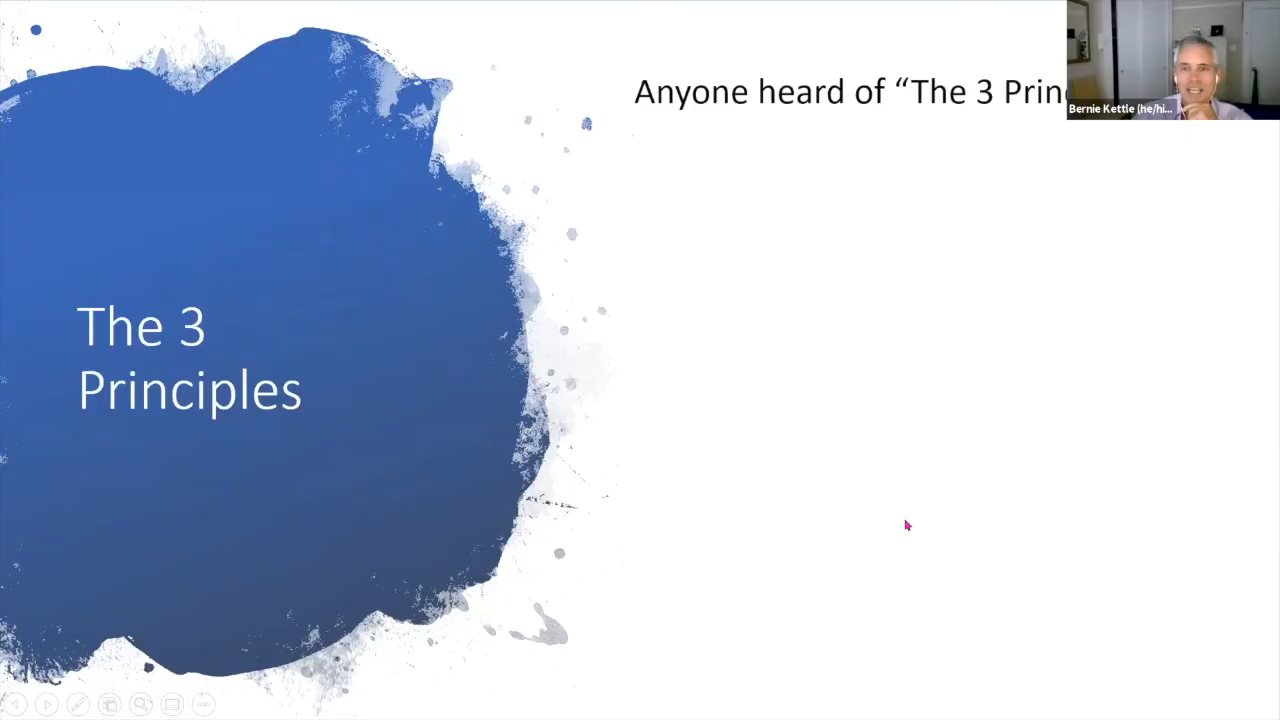 Anyone heard of “The 3 Prin
Bernie Kettle (he/hi...
The 3
Principles